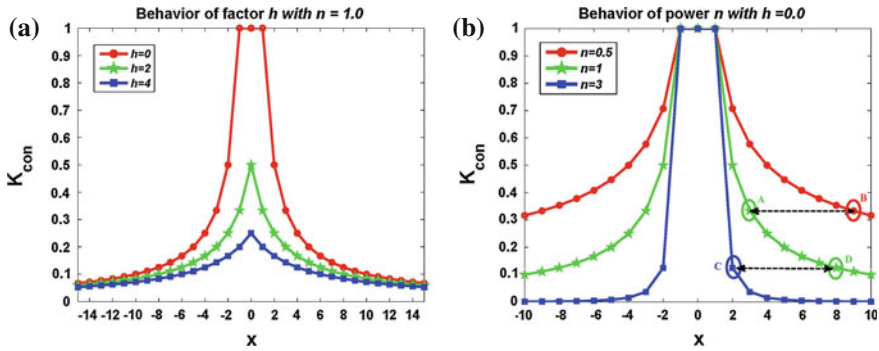 (a)
Behavior of factor h with n = 1.0
h=0
h=2
h=4
K_con
1
0.9
0.8
0.7
0.6
0.5
0.4
0.3
0.2
0.1
0
-14 -12 -10 -8 -6 -4 -2 0 2 4 6 8 10 12 14
x
(b)
Behavior of power n with h =0.0
n=0.5
n=1
n=3
K_con
1
0.9
0.8
0.7
0.6
0.5
0.4
0.3
0.2
0.1
0
A
B
C
D
-10 -8 -6 -4 -2 0 2 4 6 8 10
x